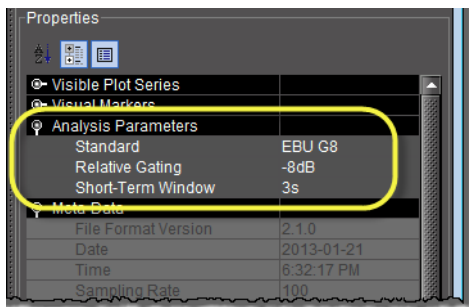 Properties
Visible Plot Series
Visual Markers
Analysis Parameters
Standard EBU G8
Relative Gating -8dB
Short-Term Window 3s
Meta-Data
File Format Version 2.1.0
Date 2013-01-21
Time 6:32:17 PM
Sampling Rate 100